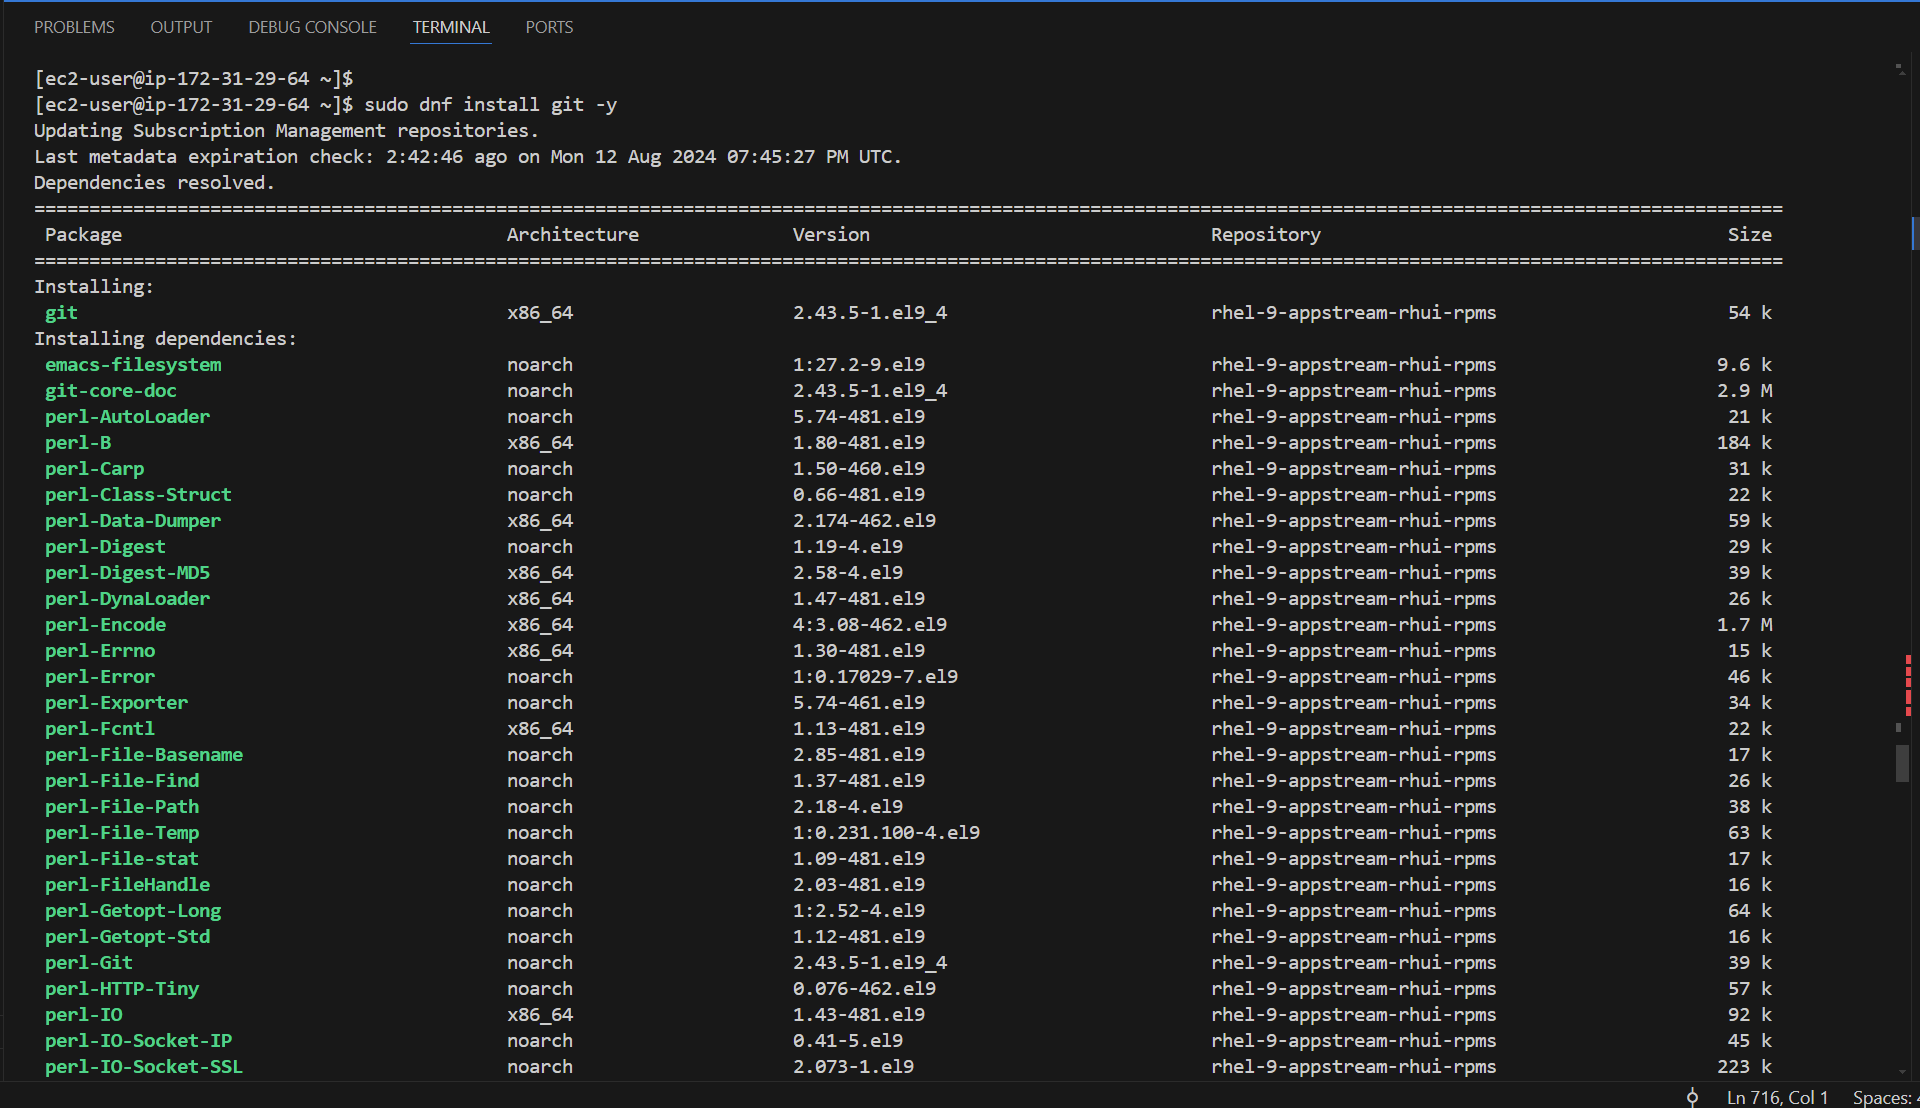 PROBLEMS OUTPUT DEBUG CONSOLE TERMINAL PORTS
[ec2-user@ip-172-31-29-64 ~]$
[ec2-user@ip-172-31-29-64 ~]$ sudo dnf install git -y
Updating Subscription Management repositories.
Last metadata expiration check: 2:42:46 ago on Mon 12 Aug 2024 07:45:27 PM UTC.
Dependencies resolved.
===============================================================================================================================================================
Package Architecture Version Repository Size
===============================================================================================================================================================
Installing:
git x86_64 2.43.5-1.el9_4 rhel-9-appstream-rhui-rpms 54 k
Installing dependencies:
emacs-filesystem noarch 1:27.2-9.el9 rhel-9-appstream-rhui-rpms 9.6 k
git-core-doc noarch 2.43.5-1.el9_4 rhel-9-appstream-rhui-rpms 2.9 M
perl-AutoLoader noarch 5.74-481.el9 rhel-9-appstream-rhui-rpms 21 k
perl-B x86_64 1.80-481.el9 rhel-9-appstream-rhui-rpms 184 k
perl-Carp noarch 1.50-460.el9 rhel-9-appstream-rhui-rpms 31 k
perl-Class-Struct noarch 0.66-481.el9 rhel-9-appstream-rhui-rpms 22 k
perl-Data-Dumper x86_64 2.174-462.el9 rhel-9-appstream-rhui-rpms 59 k
perl-Digest noarch 1.19-4.el9 rhel-9-appstream-rhui-rpms 29 k
perl-Digest-MD5 x86_64 2.58-4.el9 rhel-9-appstream-rhui-rpms 39 k
perl-DynaLoader x86_64 1.47-481.el9 rhel-9-appstream-rhui-rpms 26 k
perl-Encode x86_64 4:3.08-462.el9 rhel-9-appstream-rhui-rpms 1.7 M
perl-Errno x86_64 1.30-481.el9 rhel-9-appstream-rhui-rpms 15 k
perl-Error noarch 1:0.17029-7.el9 rhel-9-appstream-rhui-rpms 46 k
perl-Exporter noarch 5.74-461.el9 rhel-9-appstream-rhui-rpms 34 k
perl-Fcntl x86_64 1.13-481.el9 rhel-9-appstream-rhui-rpms 22 k
perl-File-Basename noarch 2.85-481.el9 rhel-9-appstream-rhui-rpms 17 k
perl-File-Find noarch 1.37-481.el9 rhel-9-appstream-rhui-rpms 26 k
perl-File-Path noarch 2.18-4.el9 rhel-9-appstream-rhui-rpms 38 k
perl-File-Temp noarch 1:0.231.100-4.el9 rhel-9-appstream-rhui-rpms 63 k
perl-File-stat noarch 1.09-481.el9 rhel-9-appstream-rhui-rpms 17 k
perl-FileHandle noarch 2.03-481.el9 rhel-9-appstream-rhui-rpms 16 k
perl-Getopt-Long noarch 1:2.52-4.el9 rhel-9-appstream-rhui-rpms 64 k
perl-Getopt-Std noarch 1.12-481.el9 rhel-9-appstream-rhui-rpms 16 k
perl-Git noarch 2.43.5-1.el9_4 rhel-9-appstream-rhui-rpms 39 k
perl-HTTP-Tiny noarch 0.076-462.el9 rhel-9-appstream-rhui-rpms 57 k
perl-IO x86_64 1.43-481.el9 rhel-9-appstream-rhui-rpms 92 k
perl-IO-Socket-IP noarch 0.41-5.el9 rhel-9-appstream-rhui-rpms 45 k
perl-IO-Socket-SSL noarch 2.073-1.el9 rhel-9-appstream-rhui-rpms 223 k
Ln 716, Col 1 Spaces: